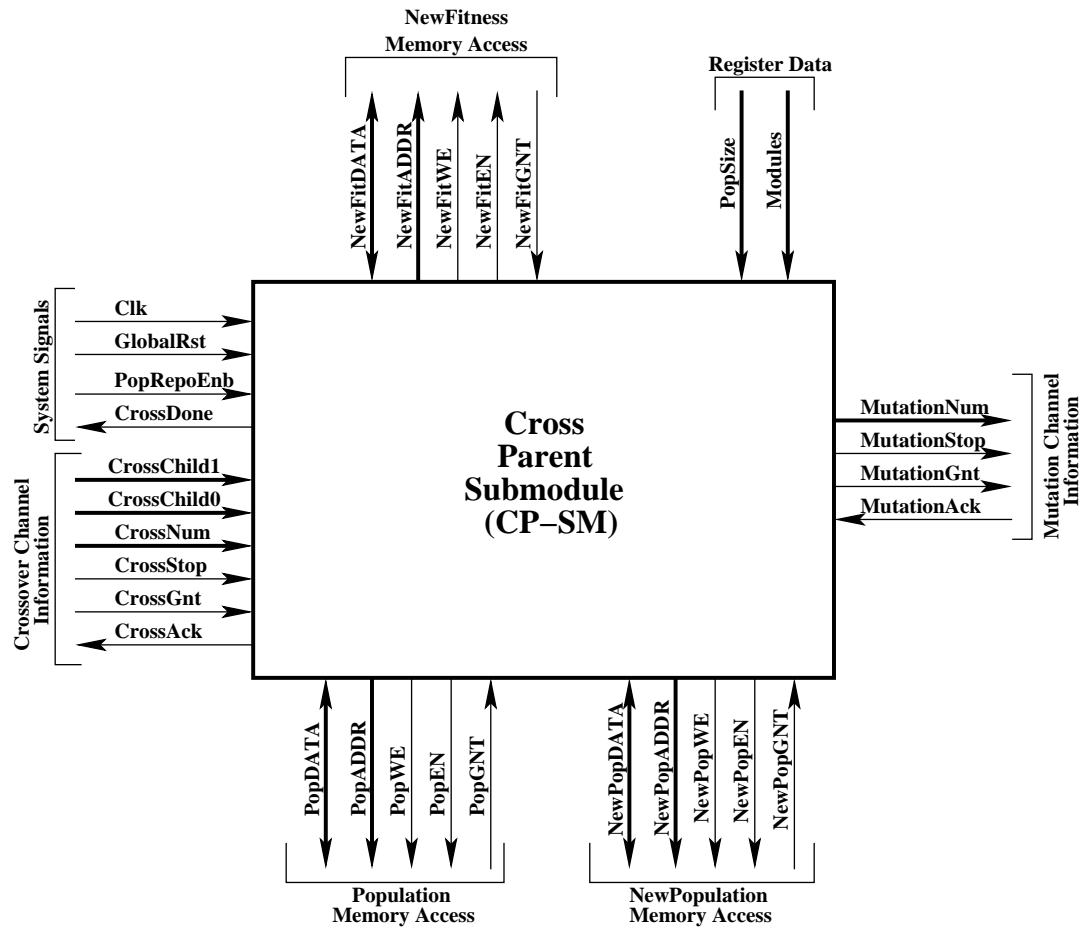 NewFitness
Memory Access
Register Data
NewFitDATA
NewFitADDR
NewFitWE
NewFitEN
NewFitGNT
PopSize
Modules
System Signals
Clk
GlobalRst
PopRepoEnb
CrossDone
Crossover Channel
Information
CrossChild1
CrossChild0
CrossNum
CrossStop
CrossGnt
CrossAck
Cross
Parent
Submodule
(CP−SM)
MutationNum
MutationStop
MutationGnt
MutationAck
Mutation Channel
Information
PopDATA
PopADDR
PopWE
PopEN
PopGNT
NewPopDATA
NewPopADDR
NewPopWE
NewPopEN
NewPopGNT
Population
Memory Access
NewPopulation
Memory Access